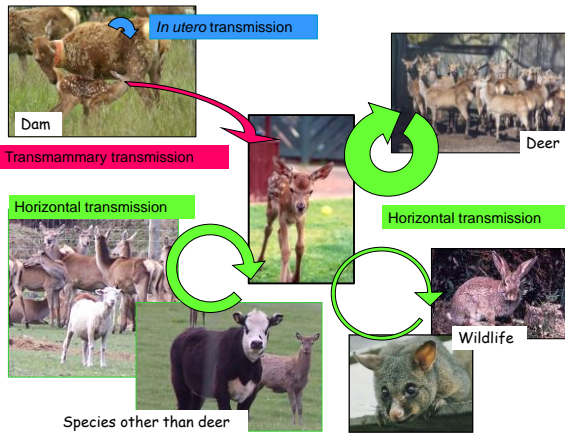 In utero transmission
Dam
Deer
Transmammary transmission
Horizontal transmission
Horizontal transmission
Wildlife
Species other than deer